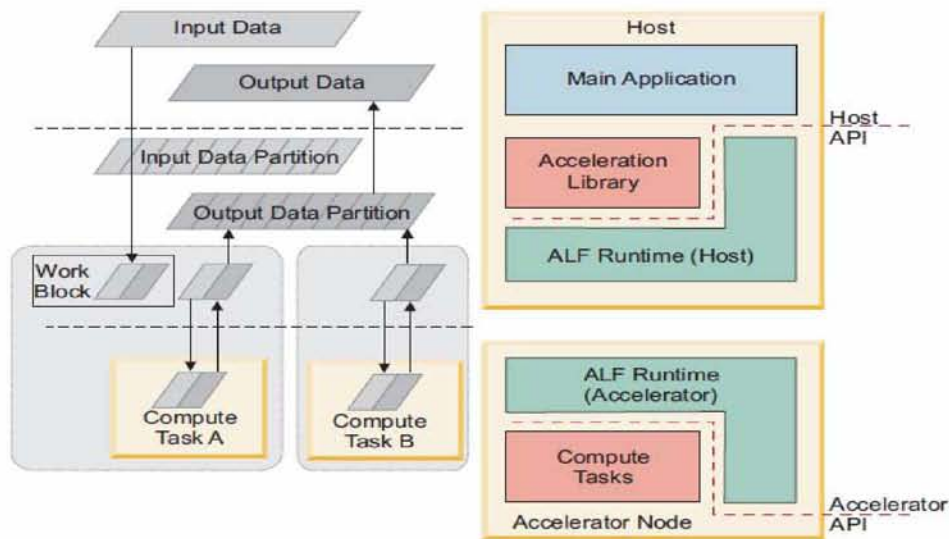 Input Data
Output Data
Input Data Partition
Output Data Partition
Work
Block
Compute
Task A
Compute
Task B
Host
Main Application
Host
API
Acceleration
Library
ALF Runtime (Host)
ALF Runtime
(Accelerator)
Compute
Tasks
Accelerator Node
Accelerator
API